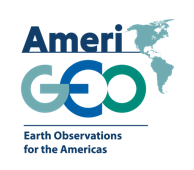 Ameri
GEO
Earth Observations
for the Americas